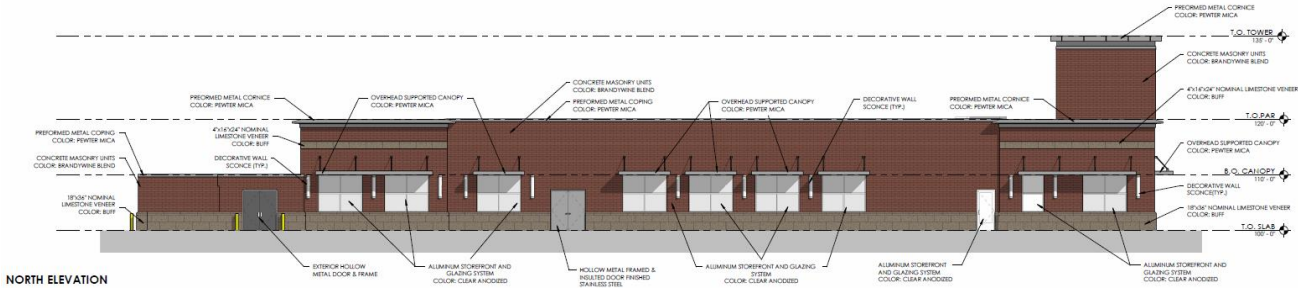 PREORMED METAL CORNICE
COLOR: PEWTER MICA
T.O. TOWER
135' - 0"
CONCRETE MASONRY UNITS
COLOR: BRANDYWINE BLEND
4"x16"x24" NOMINAL LIMESTONE VENEER
COLOR: BUFF
CONCRETE MASONRY UNITS
COLOR: BRANDYWINE BLEND
PREORMED METAL CORNICE
COLOR: PEWTER MICA
OVERHEAD SUPPORTED CANOPY
COLOR: PEWTER MICA
PREFORMED METAL COPING
COLOR: PEWTER MICA
OVERHEAD SUPPORTED CANOPY
COLOR: PEWTER MICA
DECORATIVE WALL
SCONCE (TYP.)
PREORMED METAL CORNICE
COLOR: PEWTER MICA
T.O.PAR
120' - 0"
PREFORMED METAL COPING
COLOR: PEWTER MICA
4"x16"x24" NOMINAL
LIMESTONE VENEER
COLOR: BUFF
OVERHEAD SUPPORTED CANOPY
COLOR: PEWTER MICA
CONCRETE MASONRY UNITS
COLOR: BRANDYWINE BLEND
DECORATIVE WALL
SCONCE (TYP.)
B.O. CANOPY
110' - 0"
DECORATIVE WALL
SCONCE(TYP.)
18"x36" NOMINAL
LIMESTONE VENEER
COLOR: BUFF
18"x36" NOMINAL LIMESTONE VENEER
COLOR: BUFF
T.O. SLAB
100' - 0"
EXTERIOR HOLLOW
METAL DOOR & FRAME
ALUMINUM STOREFRONT AND
GLAZING SYSTEM
COLOR: CLEAR ANODIZED
HOLLOW METAL FRAMED &
INSULTED DOOR FINISHED
STAINLESS STEEL
ALUMINUM STOREFRONT AND GLAZING
SYSTEM
COLOR: CLEAR ANODIZED
ALUMINUM STOREFRONT
AND GLAZING SYSTEM
COLOR: CLEAR ANODIZED
ALUMINUM STOREFRONT AND
GLAZING SYSTEM
COLOR: CLEAR ANODIZED
NORTH ELEVATION